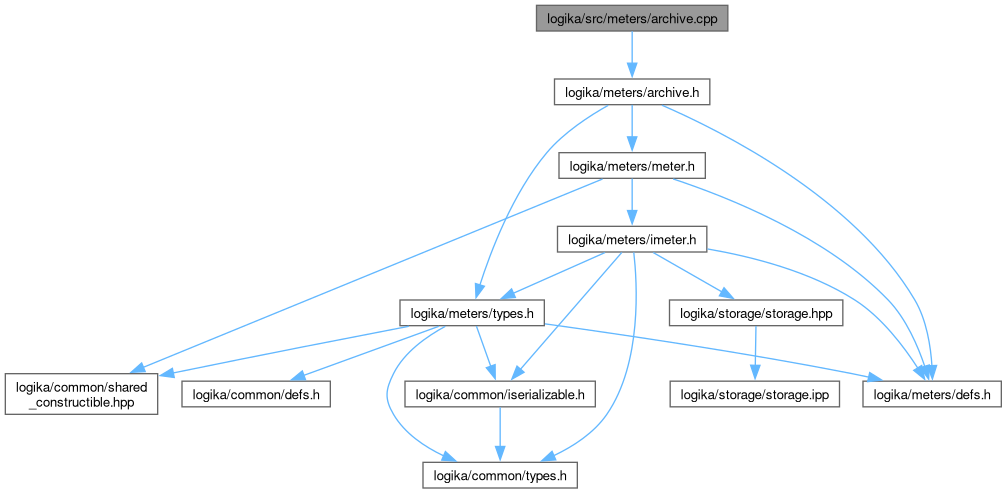 logika/src/meters/archive.cpp
logika/meters/archive.h
logika/meters/meter.h
logika/meters/imeter.h
logika/meters/types.h
logika/storage/storage.hpp
logika/common/shared
_constructible.hpp
logika/common/defs.h
logika/common/iserializable.h
logika/storage/storage.ipp
logika/meters/defs.h
logika/common/types.h